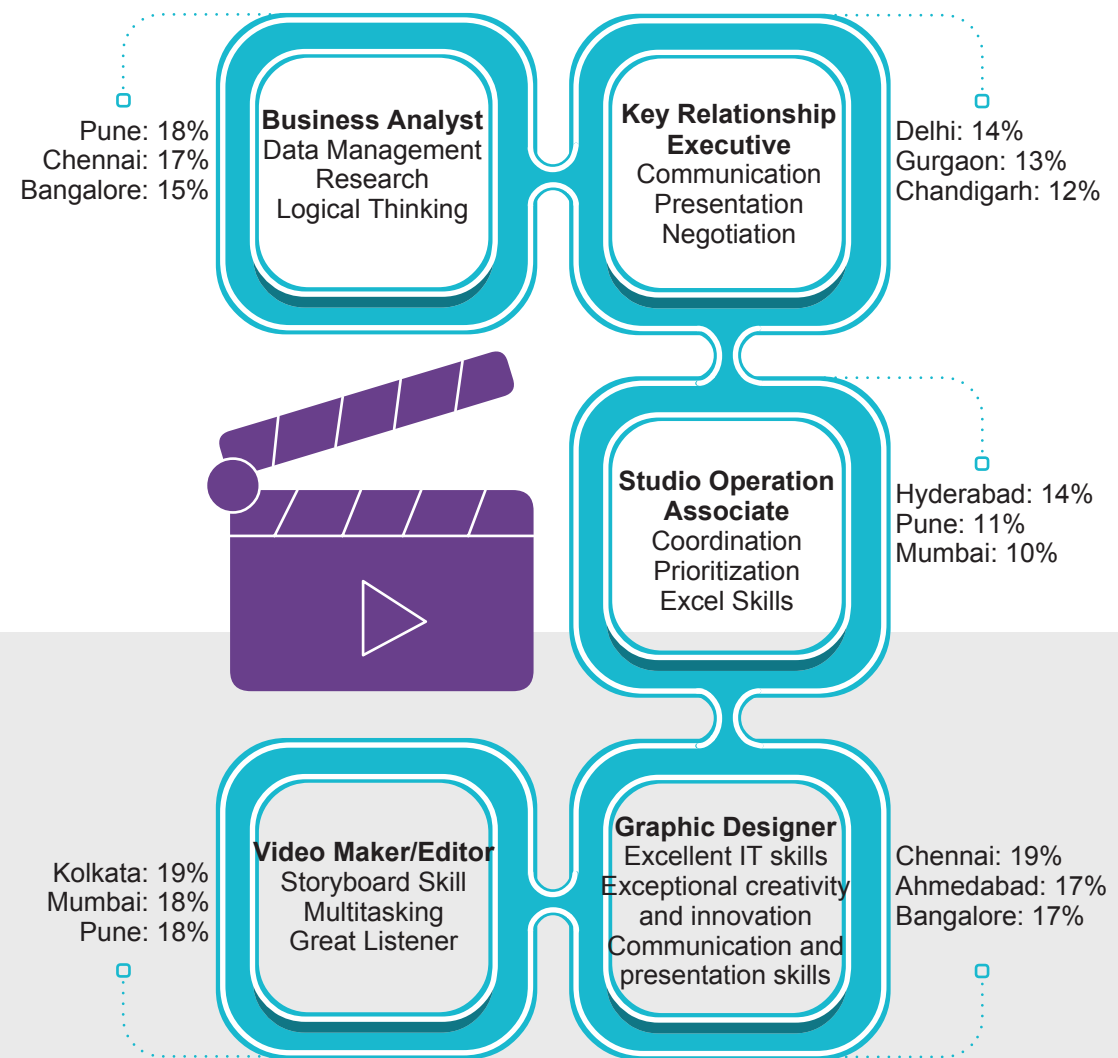 Pune: 18%
Chennai: 17%
Bangalore: 15%
Business Analyst
Data Management
Research
Logical Thinking
Key Relationship
Executive
Communication
Presentation
Negotiation
Delhi: 14%
Gurgaon: 13%
Chandigarh: 12%
Studio Operation
Associate
Coordination
Prioritization
Excel Skills
Hyderabad: 14%
Pune: 11%
Mumbai: 10%
Kolkata: 19%
Mumbai: 18%
Pune: 18%
Video Maker/Editor
Storyboard Skill
Multitasking
Great Listener
Graphic Designer
Excellent IT skills
Exceptional creativity
and innovation
Communication and
presentation skills
Chennai: 19%
Ahmedabad: 17%
Bangalore: 17%